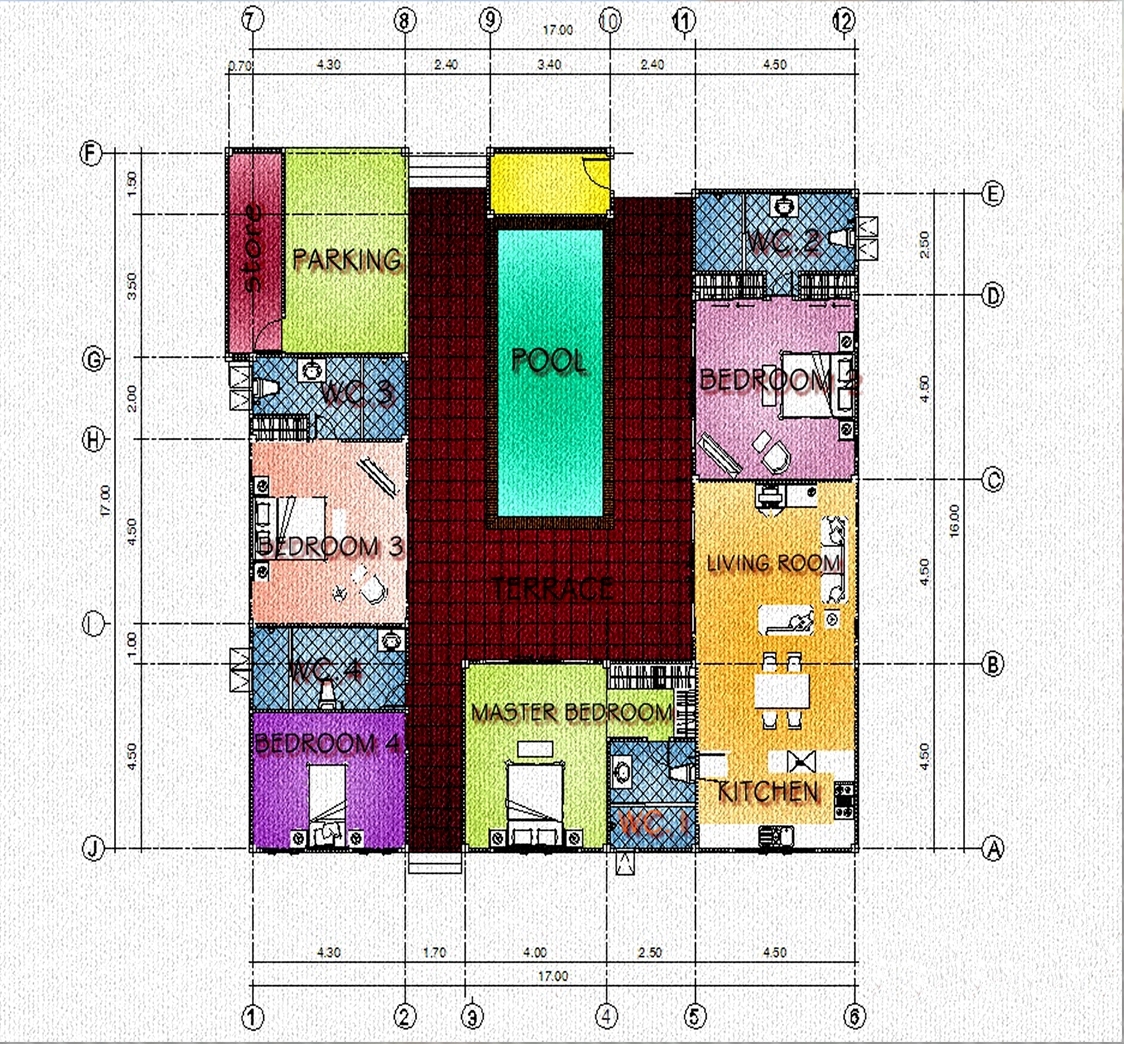 7 8 9 10 11 12
17.00
0.70 4.30 2.40 3.40 2.40 4.50
F
E
1.50
store
PARKING
WC.2
2.50
3.50
D
G
POOL
BEDROOM 2
4.50
2.00
WC.3
H
C
17.00
4.50
BEDROOM 3
TERRACE
LIVING ROOM
4.50
16.00
I
1.00
B
WC.4
MASTER BEDROOM
BEDROOM 4
4.50
4.50
KITCHEN
WC.1
J
A
4.30 1.70 4.00 2.50 4.50
17.00
1 2 3 4 5 6